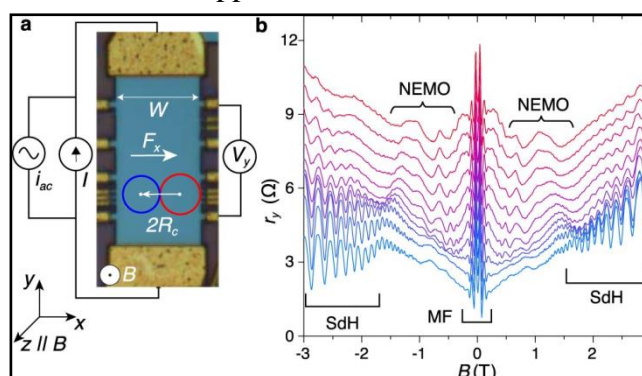 a
W
F_x
i_ac
I
V_y
2R_c
B
y
x
z // B
b
12
9
6
3
0
r_y (Ω)
NEMO
NEMO
SdH
MF
SdH
-3
-2
-1
0
1
2
B (T)